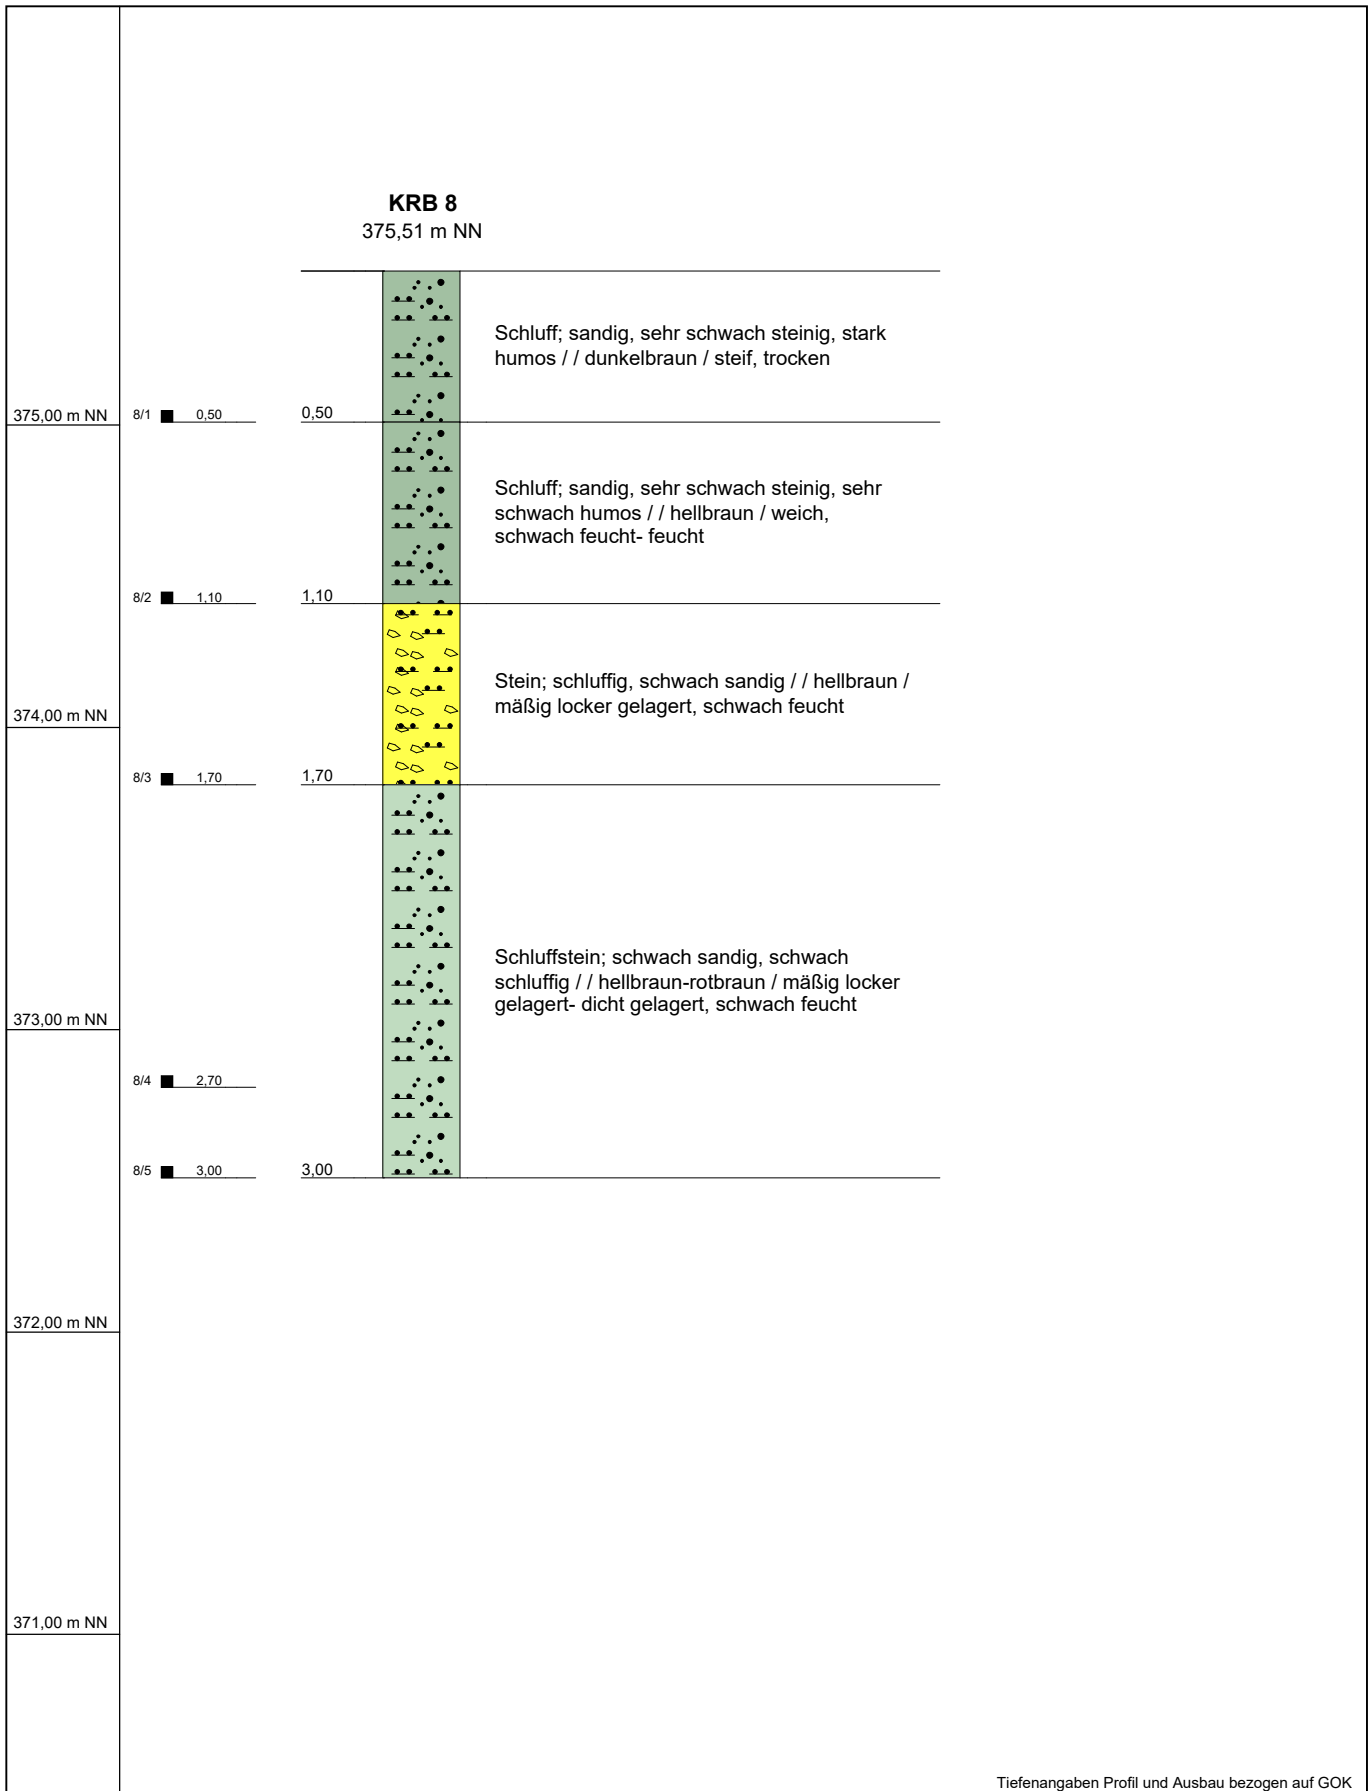 KRB 8
375,51 m NN
Schluff; sandig, sehr schwach steinig, stark
humos / / dunkelbraun / steif, trocken
375,00 m NN
8/1 0,50
0,50
Schluff; sandig, sehr schwach steinig, sehr
schwach humos / / hellbraun / weich,
schwach feucht- feucht
8/2 1,10
1,10
Stein; schluffig, schwach sandig / / hellbraun /
mäßig locker gelagert, schwach feucht
374,00 m NN
8/3 1,70
1,70
Schluffstein; schwach sandig, schwach
schluffig / / hellbraun-rotbraun / mäßig locker
gelagert- dicht gelagert, schwach feucht
373,00 m NN
8/4 2,70
8/5 3,00
3,00
372,00 m NN
371,00 m NN
Tiefenangaben Profil und Ausbau bezogen auf GOK